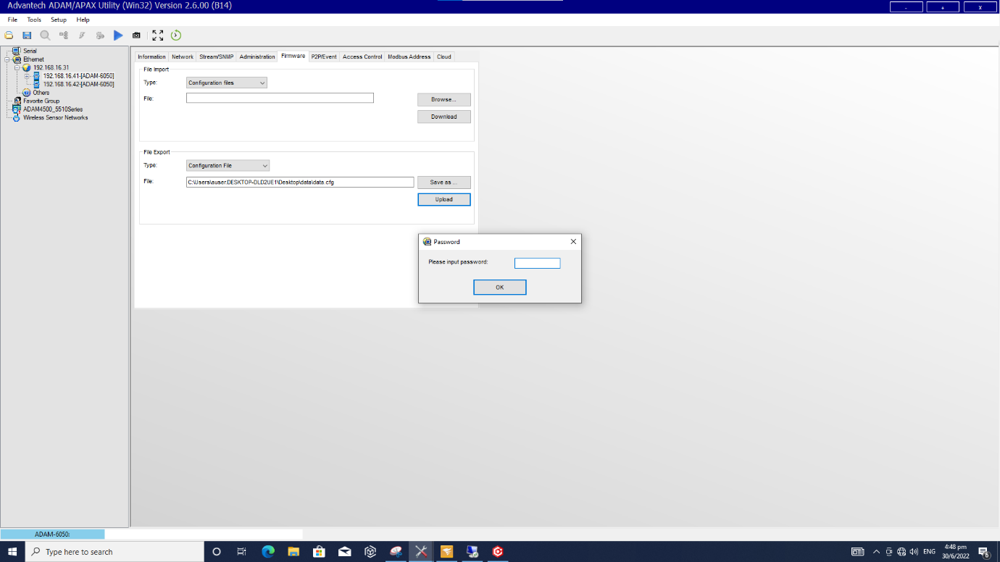 Advantech ADAM/APAX Utility (Win32) Version 2.6.00 (B14)
- + x
File Tools Setup Help
Serial
Ethernet
192.168.16.31
192.168.16.41-[ADAM-6050]
192.168.16.42-[ADAM-6050]
Others
Favorite Group
ADAM4500_5510Series
Wireless Sensor Networks
Information Network Stream/SNMP Administration Firmware P2P/Event Access Control Modbus Address Cloud
File Import
Type: Configuration files
File: Browse...
Download
File Export
Type: Configuration File
File: C:\Users\auser.DESKTOP-DLD2UE1\Desktop\data\data.cfg Save as ...
Upload
Password
Please input password:
OK
ADAM-6050:
Type here to search
ENG
4:48 pm
30/6/2022
6